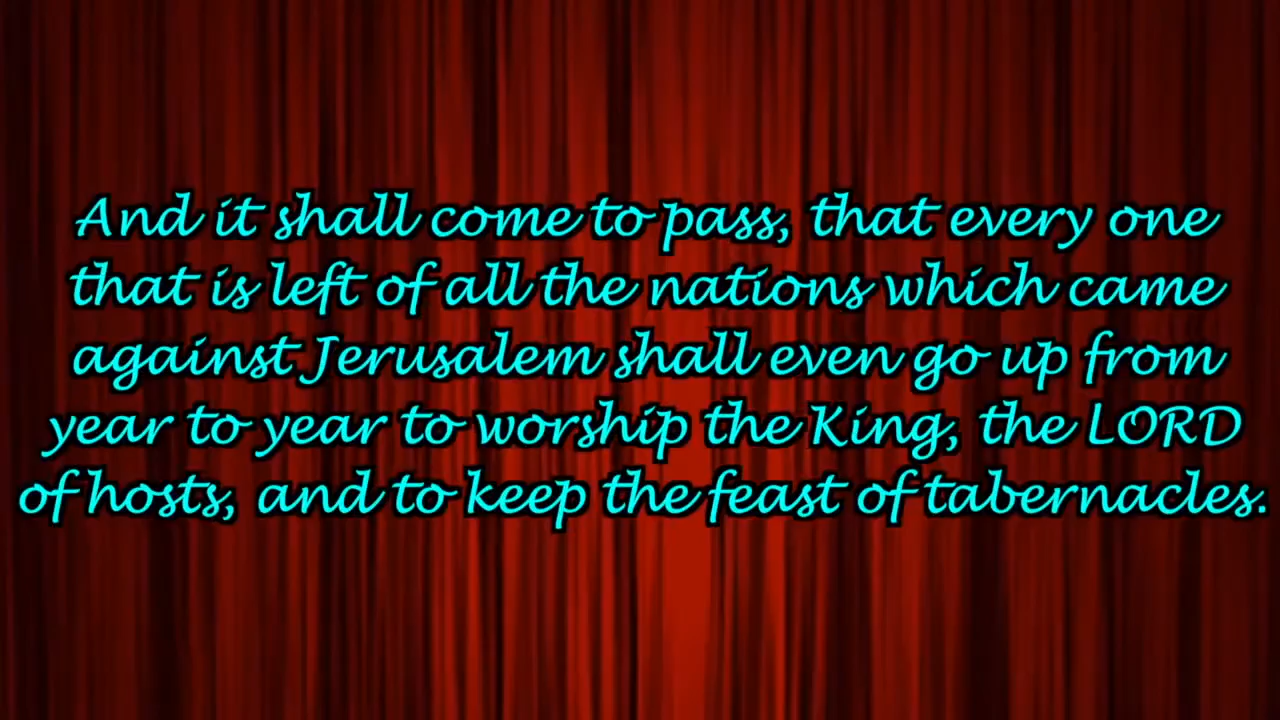 And it shall come to pass, that every one
that is left of all the nations which came
against Jerusalem shall even go up from
year to year to worship the King, the LORD
of hosts, and to keep the feast of tabernacles.